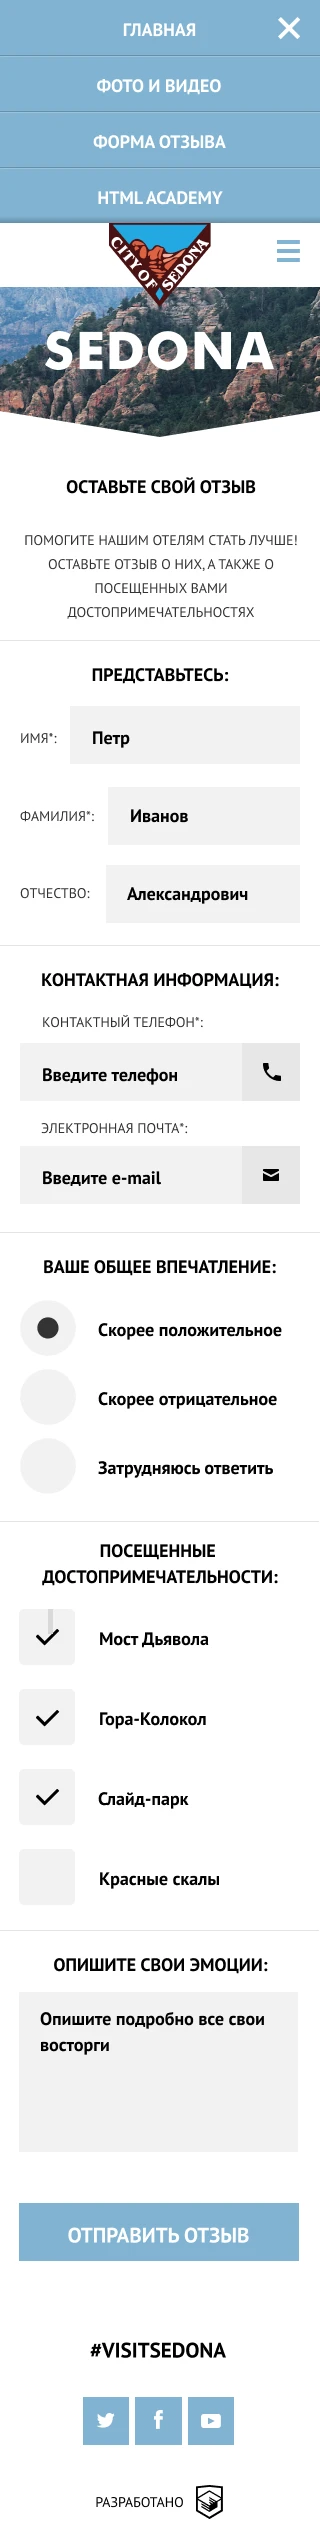 ГЛАВНАЯ
ФОТО И ВИДЕО
ФОРМА ОТЗЫВА
HTML ACADEMY
CITY OF SEDONA
SEDONA
ОСТАВЬТЕ СВОЙ ОТЗЫВ
ПОМОГИТЕ НАШИМ ОТЕЛЯМ СТАТЬ ЛУЧШЕ!
ОСТАВЬТЕ ОТЗЫВ О НИХ, А ТАКЖЕ О
ПОСЕЩЕННЫХ ВАМИ
ДОСТОПРИМЕЧАТЕЛЬНОСТЯХ
ПРЕДСТАВЬТЕСЬ:
ИМЯ*: Петр
ФАМИЛИЯ*: Иванов
ОТЧЕСТВО: Александрович
КОНТАКТНАЯ ИНФОРМАЦИЯ:
КОНТАКТНЫЙ ТЕЛЕФОН*:
Введите телефон
ЭЛЕКТРОННАЯ ПОЧТА*:
Введите e-mail
ВАШЕ ОБЩЕЕ ВПЕЧАТЛЕНИЕ:
Скорее положительное
Скорее отрицательное
Затрудняюсь ответить
ПОСЕЩЕННЫЕ
ДОСТОПРИМЕЧАТЕЛЬНОСТИ:
Мост Дьявола
Гора-Колокол
Слайд-парк
Красные скалы
ОПИШИТЕ СВОИ ЭМОЦИИ:
Опишите подробно все свои
восторги
ОТПРАВИТЬ ОТЗЫВ
#VISITSEDONA
РАЗРАБОТАНО